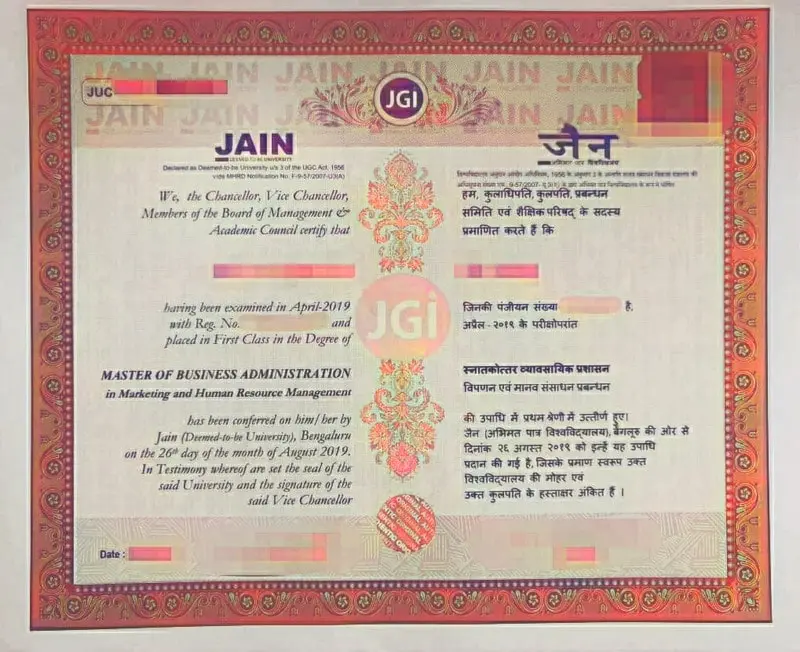 JAIN JAIN JAIN JAIN JAIN JAIN
JAIN JAIN JAIN JAIN
JUC
JGi
JAIN
DEEMED-TO-BE UNIVERSITY
Declared as Deemed-to-be University u/s 3 of the UGC Act, 1956
vide MHRD Notification No. F-9-57/2007-U3(A)
We, the Chancellor, Vice Chancellor,
Members of the Board of Management &
Academic Council certify that
having been examined in April-2019
with Reg. No. and
placed in First Class in the Degree of
MASTER OF BUSINESS ADMINISTRATION
in Marketing and Human Resource Management
has been conferred on him/her by
Jain (Deemed-to-be University), Bengaluru
on the 26th day of the month of August 2019.
In Testimony whereof are set the seal of the
said University and the signature of the
said Vice Chancellor
जैन
हम, कुलाधिपति, कुलपति, प्रबन्धन
समिति एवं शैक्षिक परिषद् के सदस्य
प्रमाणित करते हैं कि
जिनकी पंजीयन संख्या है,
अप्रैल - २०१९ के परीक्षोपरांत
स्नातकोत्तर व्यावसायिक प्रशासन
विपणन एवं मानव संसाधन प्रबन्धन
की उपाधि में प्रथम श्रेणी में उत्तीर्ण हुए।
जैन (अभिमत पात्र विश्वविद्यालय), बेंगलूरु की ओर से
दिनांक २६ अगस्त २०१९ को इन्हें यह उपाधि
प्रदान की गई है, जिसके प्रमाण स्वरूप उक्त
विश्वविद्यालय की मोहर एवं
उक्त कुलपति के हस्ताक्षर अंकित हैं ।
JGi
ORIGINAL
Date :